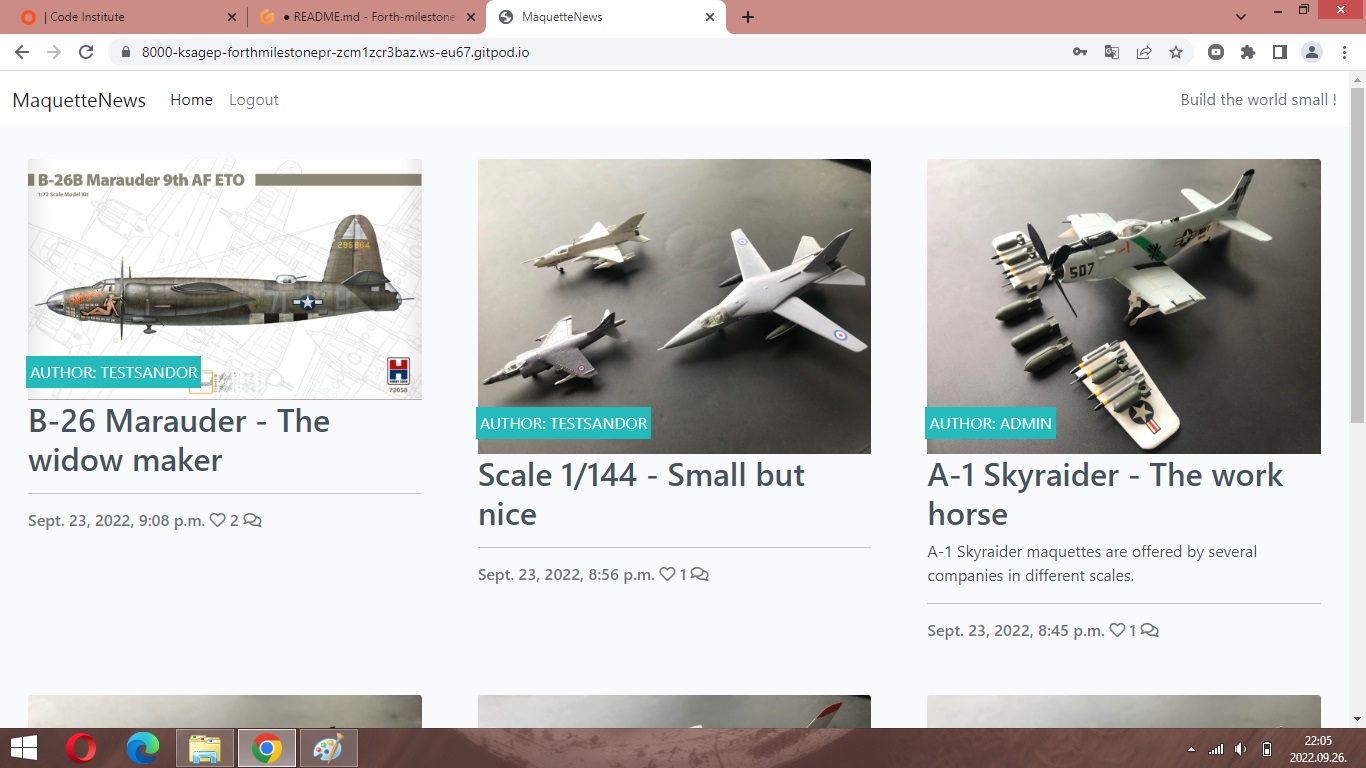 | Code Institute
● README.md - Forth-milestone
MaquetteNews
8000-ksagep-forthmilestonepr-zcm1zcr3baz.ws-eu67.gitpod.io
MaquetteNews Home Logout Build the world small !
B-26B Marauder 9th AF ETO
1:72 Scale Model Kit
295864
72038
AUTHOR: TESTSANDOR
B-26 Marauder - The
widow maker
Sept. 23, 2022, 9:08 p.m. 2
AUTHOR: TESTSANDOR
Scale 1/144 - Small but
nice
Sept. 23, 2022, 8:56 p.m. 1
507
AUTHOR: ADMIN
A-1 Skyraider - The work
horse
A-1 Skyraider maquettes are offered by several
companies in different scales.
Sept. 23, 2022, 8:45 p.m. 1
22:05
2022.09.26.